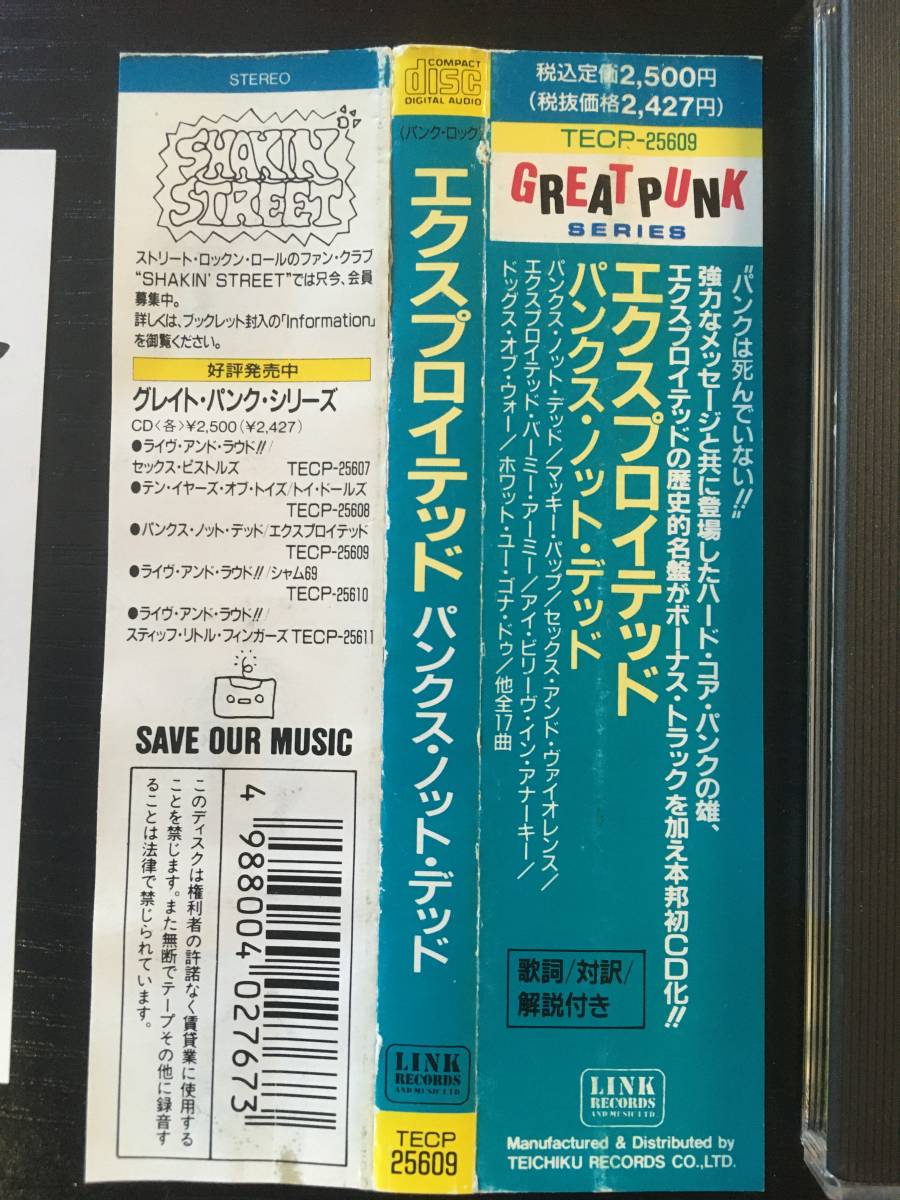 STEREO
SHAKIN'
STREET
ストリート・ロックン・ロールのファン・クラブ
“SHAKIN' STREET”では只今、会員
募集中。
詳しくは、ブックレット封入の「Information」
を御覧ください。
好評発売中
グレイト・パンク・シリーズ
CD〈各〉¥2,500(¥2,427)
●ライヴ・アンド・ラウド!!/
セックス・ピストルズ TECP-25607
●テン・イヤーズ・オブ・トイズ/トイ・ドールズ
TECP-25608
●パンクス・ノット・デッド/エクスプロイテッド
TECP-25609
●ライヴ・アンド・ラウド!!/シャム69
TECP-25610
●ライヴ・アンド・ラウド!!/
スティッフ・リトル・フィンガーズ TECP-25611
SAVE OUR MUSIC
このディスクは権利者の許諾なく賃貸業に使用する
ことを禁じます。また無断でテープその他に録音す
ることは法律で禁じられています。
4 988004 027673
COMPACT
disc
DIGITAL AUDIO
〈パンク・ロック〉
エクスプロイテッド パンクス・ノット・デッド
LINK
RECORDS
AND MUSIC LTD
TECP
25609
税込定価2,500円
(税抜価格2,427円)
TECP-25609
GREAT PUNK
SERIES
“パンクは死んでいない!!”
強力なメッセージと共に登場したハード・コア・パンクの雄、
エクスプロイテッドの歴史的名盤がボーナス・トラックを加え本邦初CD化!!
エクスプロイテッド
パンクス・ノット・デッド
パンクス・ノット・デッド/マッキー・パップ/セックス・アンド・ヴァイオレンス/
エクスプロイテッド・バーミー・アーミー/アイ・ビリーヴ・イン・アナーキー/
ドッグス・オブ・ウォー/ホワット・ユー・ゴナ・ドゥ/他全17曲
歌詞/対訳/
解説付き
LINK
RECORDS
AND MUSIC LTD
Manufactured & Distributed by
TEICHIKU RECORDS CO.,LTD.